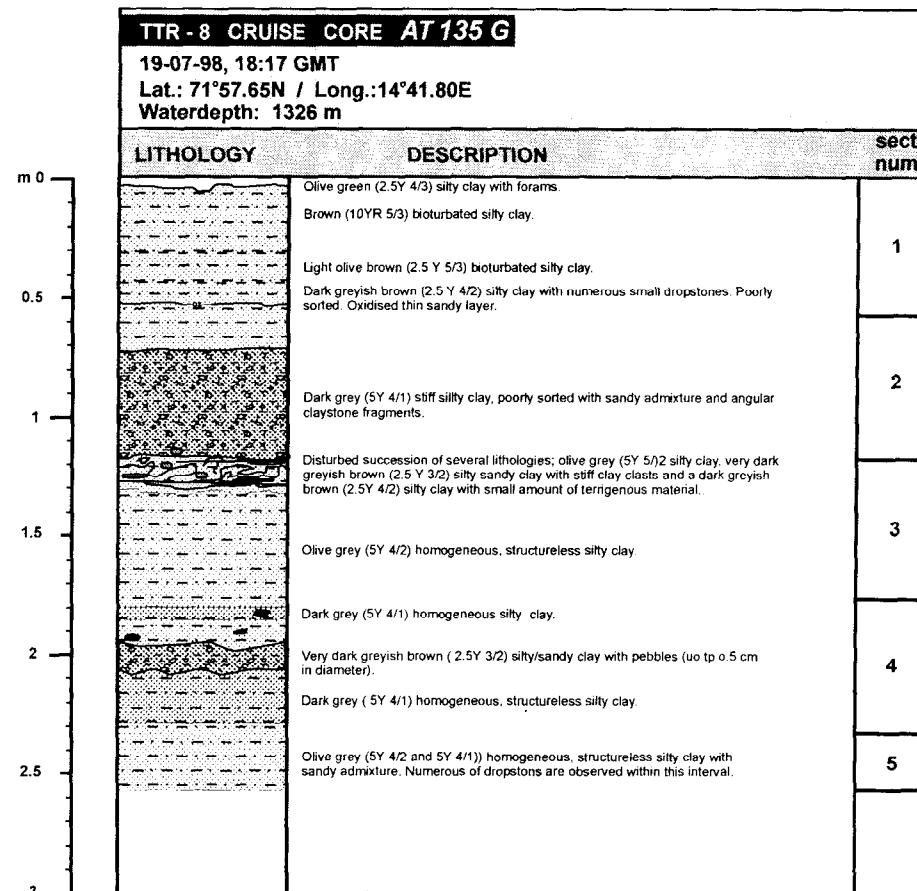 TTR - 8 CRUISE CORE AT 135 G
19-07-98, 18:17 GMT
Lat.: 71°57.65N / Long.:14°41.80E
Waterdepth: 1326 m
LITHOLOGY DESCRIPTION sect
num
m 0
Olive green (2.5Y 4/3) silty clay with forams.
Brown (10YR 5/3) bioturbated silty clay.
1
Light olive brown (2.5 Y 5/3) bioturbated silty clay.
0.5
Dark greyish brown (2.5 Y 4/2) silty clay with numerous small dropstones. Poorly
sorted. Oxidised thin sandy layer.
2
Dark grey (5Y 4/1) stiff sillty clay, poorly sorted with sandy admixture and angular
claystone fragments.
1
Disturbed succession of several lithologies; olive grey (5Y 5/)2 silty clay, very dark
greyish brown (2.5 Y 3/2) silty sandy clay with stiff clay clasts and a dark greyish
brown (2.5Y 4/2) silty clay with small amount of terrigenous material.
3
1.5
Olive grey (5Y 4/2) homogeneous, structureless silty clay.
Dark grey (5Y 4/1) homogeneous silty clay.
2
Very dark greyish brown ( 2.5Y 3/2) silty/sandy clay with pebbles (uo tp o.5 cm
in diameter).
4
Dark grey ( 5Y 4/1) homogeneous, structureless silty clay.
2.5
Olive grey (5Y 4/2 and 5Y 4/1)) homogeneous, structureless silty clay with
sandy admixture. Numerous of dropstons are observed within this interval.
5